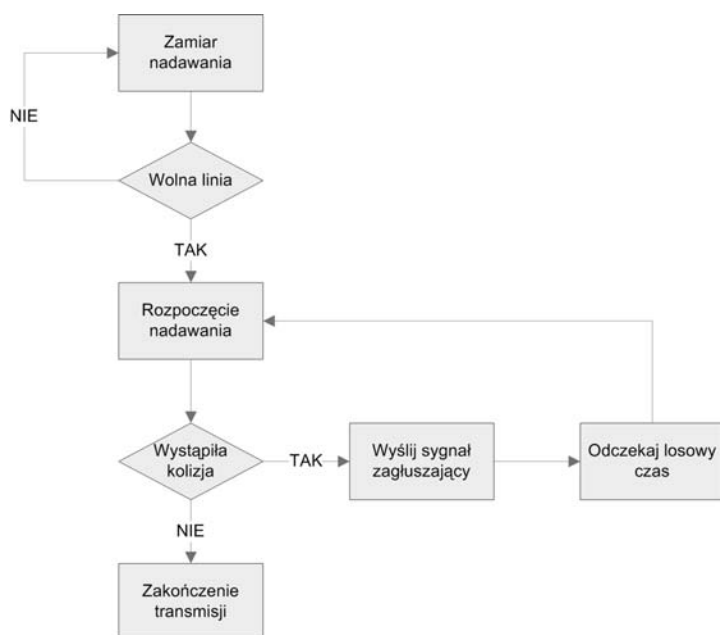 Zamiar
nadawania
NIE
Wolna linia
TAK
Rozpoczęcie
nadawania
Wystąpiła
kolizja
TAK
Wyślij sygnał
zagłuszający
Odczekaj losowy
czas
NIE
Zakończenie
transmisji